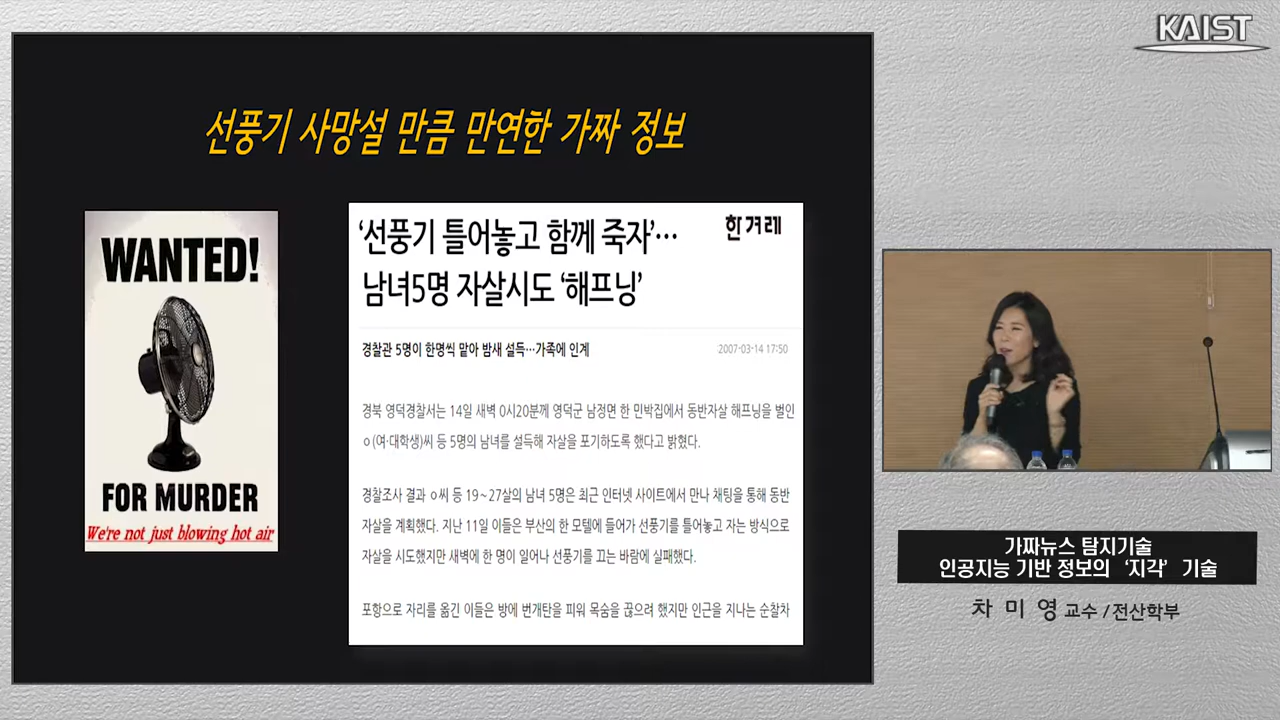 KAIST
선풍기 사망설 만큼 만연한 가짜 정보
WANTED!
FOR MURDER
We're not just blowing hot air
'선풍기 틀어놓고 함께 죽자'…
한겨레
남녀5명 자살시도 '해프닝'
경찰관 5명이 한명씩 맡아 밤새 설득…가족에 인계
2007-03-14 17:50
경북 영덕경찰서는 14일 새벽 0시20분께 영덕군 남정면 한 민박집에서 동반자살 해프닝을 벌인
ㅇ(여·대학생)씨 등 5명의 남녀를 설득해 자살을 포기하도록 했다고 밝혔다.
경찰조사 결과 ㅇ씨 등 19~27살의 남녀 5명은 최근 인터넷 사이트에서 만나 채팅을 통해 동반
자살을 계획했다. 지난 11일 이들은 부산의 한 모텔에 들어가 선풍기를 틀어놓고 자는 방식으로
자살을 시도했지만 새벽에 한 명이 일어나 선풍기를 끄는 바람에 실패했다.
포항으로 자리를 옮긴 이들은 방에 번개탄을 피워 목숨을 끊으려 했지만 인근을 지나는 순찰차
가짜뉴스 탐지기술
인공지능 기반 정보의 '지각' 기술
차 미 영 교수 / 전산학부